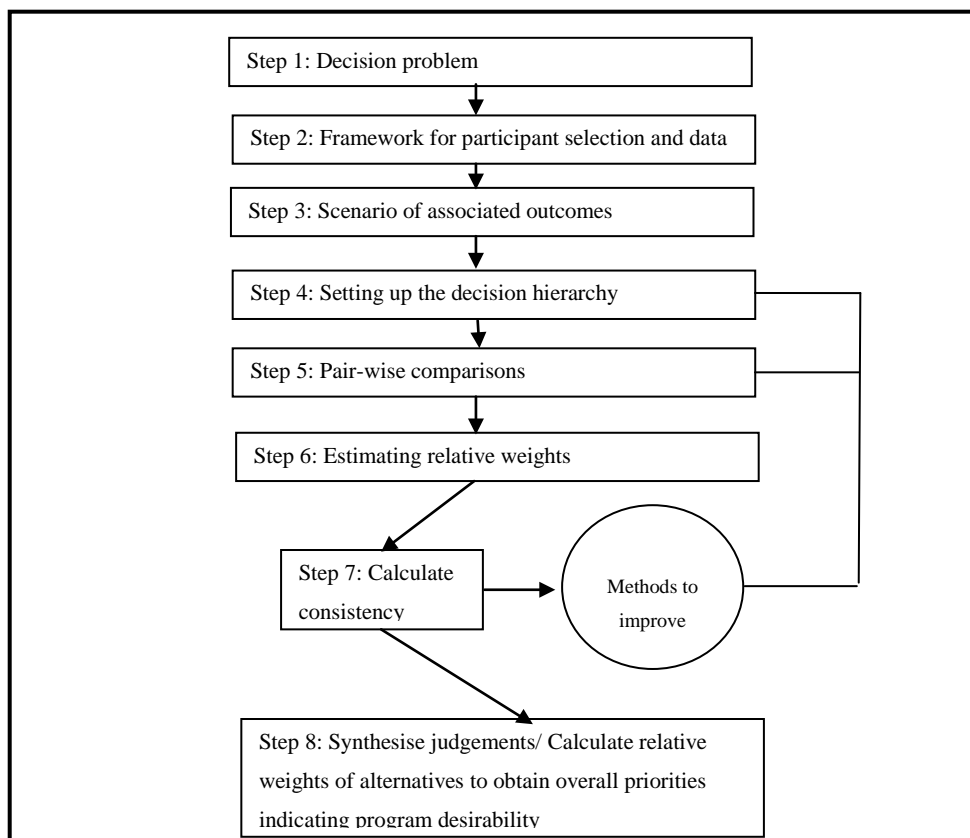 Step 1: Decision problem
Step 2: Framework for participant selection and data
Step 3: Scenario of associated outcomes
Step 4: Setting up the decision hierarchy
Step 5: Pair-wise comparisons
Step 6: Estimating relative weights
Step 7: Calculate
consistency
Methods to
improve
Step 8: Synthesise judgements/ Calculate relative
weights of alternatives to obtain overall priorities
indicating program desirability